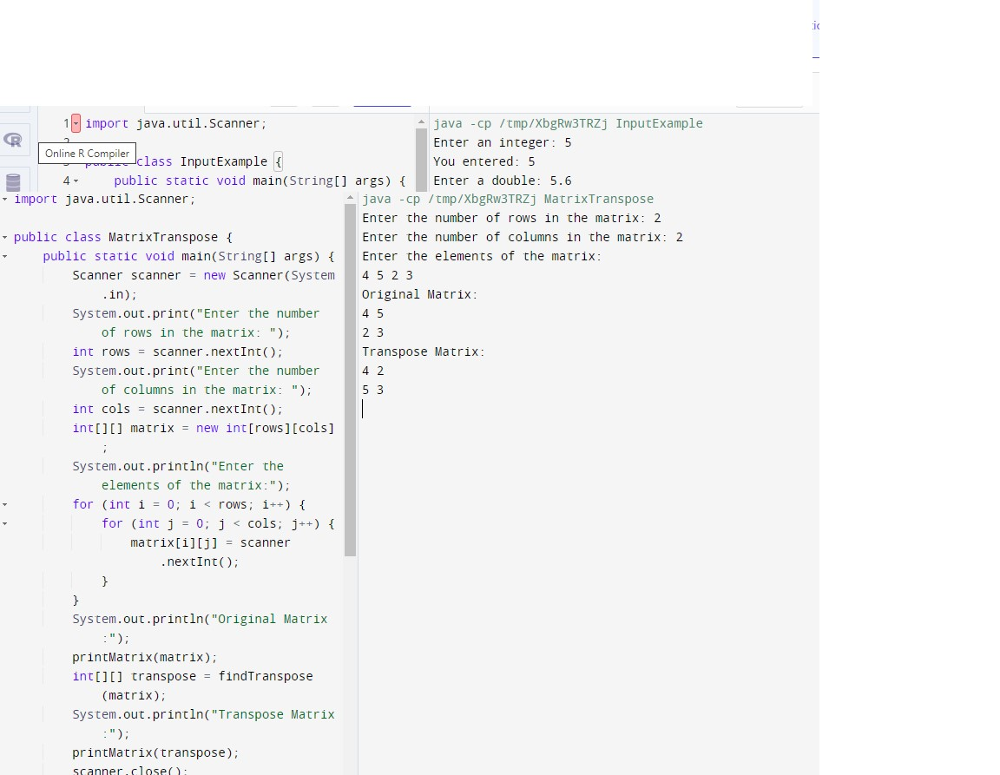 1 import java.util.Scanner;
Online R Compiler
class InputExample {
4 public static void main(String[] args) {
java -cp /tmp/XbgRw3TRZj InputExample
Enter an integer: 5
You entered: 5
Enter a double: 5.6
import java.util.Scanner;
public class MatrixTranspose {
public static void main(String[] args) {
Scanner scanner = new Scanner(System
.in);
System.out.print("Enter the number
of rows in the matrix: ");
int rows = scanner.nextInt();
System.out.print("Enter the number
of columns in the matrix: ");
int cols = scanner.nextInt();
int[][] matrix = new int[rows][cols]
;
System.out.println("Enter the
elements of the matrix:");
for (int i = 0; i < rows; i++) {
for (int j = 0; j < cols; j++) {
matrix[i][j] = scanner
.nextInt();
}
}
System.out.println("Original Matrix
:");
printMatrix(matrix);
int[][] transpose = findTranspose
(matrix);
System.out.println("Transpose Matrix
:");
printMatrix(transpose);
scanner.close();
java -cp /tmp/XbgRw3TRZj MatrixTranspose
Enter the number of rows in the matrix: 2
Enter the number of columns in the matrix: 2
Enter the elements of the matrix:
4 5 2 3
Original Matrix:
4 5
2 3
Transpose Matrix:
4 2
5 3